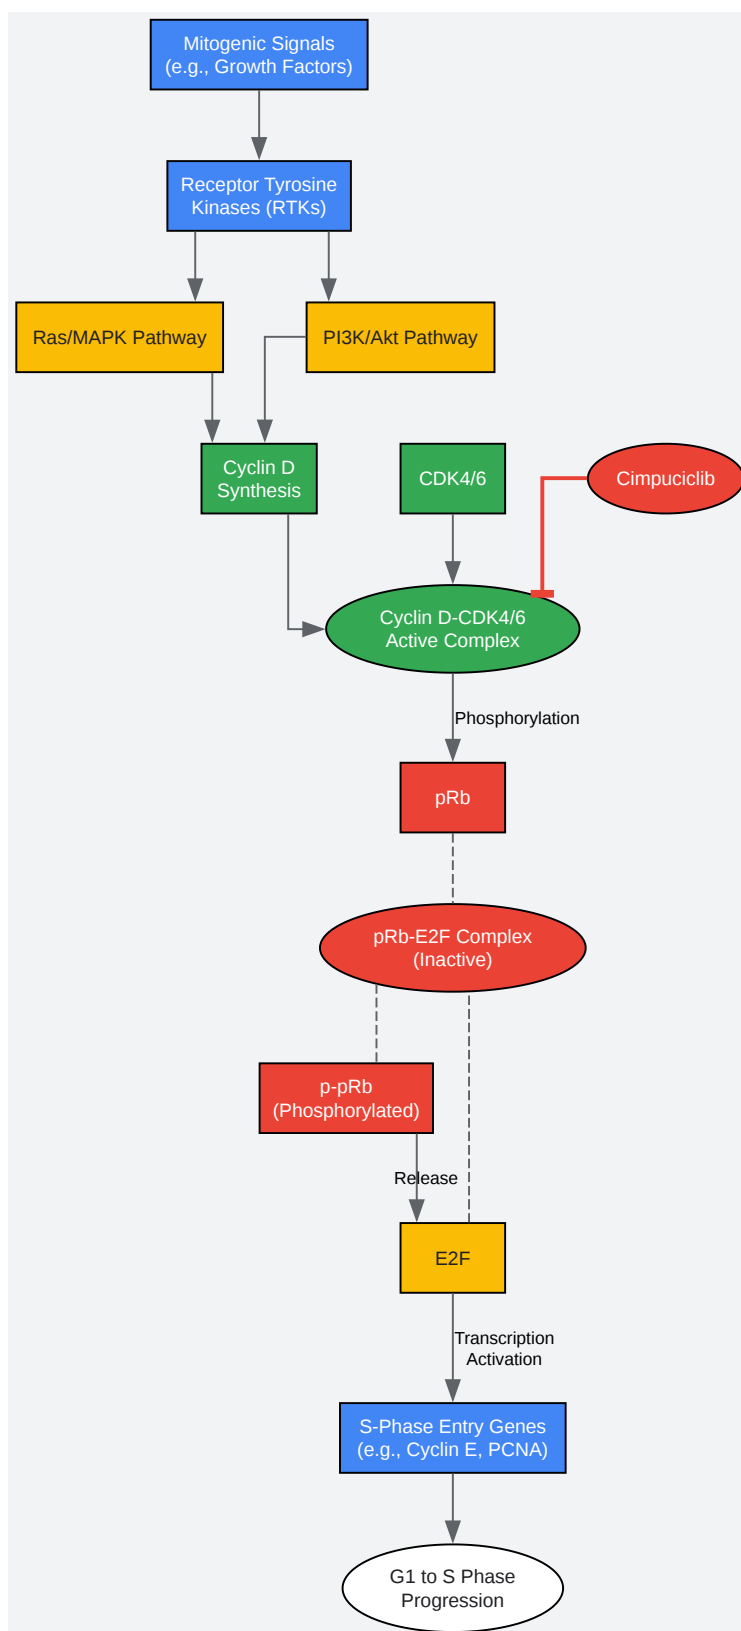 Mitogenic Signals
(e.g., Growth Factors)
Receptor Tyrosine
Kinases (RTKs)
Ras/MAPK Pathway
PI3K/Akt Pathway
Cyclin D
Synthesis
CDK4/6
Cimpuciclib
Cyclin D-CDK4/6
Active Complex
Phosphorylation
pRb
pRb-E2F Complex
(Inactive)
p-pRb
(Phosphorylated)
Release
E2F
Transcription
Activation
S-Phase Entry Genes
(e.g., Cyclin E, PCNA)
G1 to S Phase
Progression